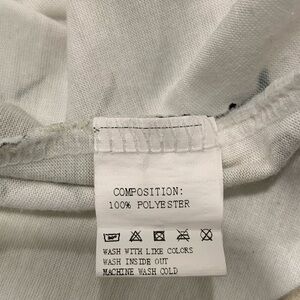 COMPOSITION:
100% POLYESTER
WASH WITH LIKE COLORS
WASH INSIDE OUT
MACHINE WASH COLD